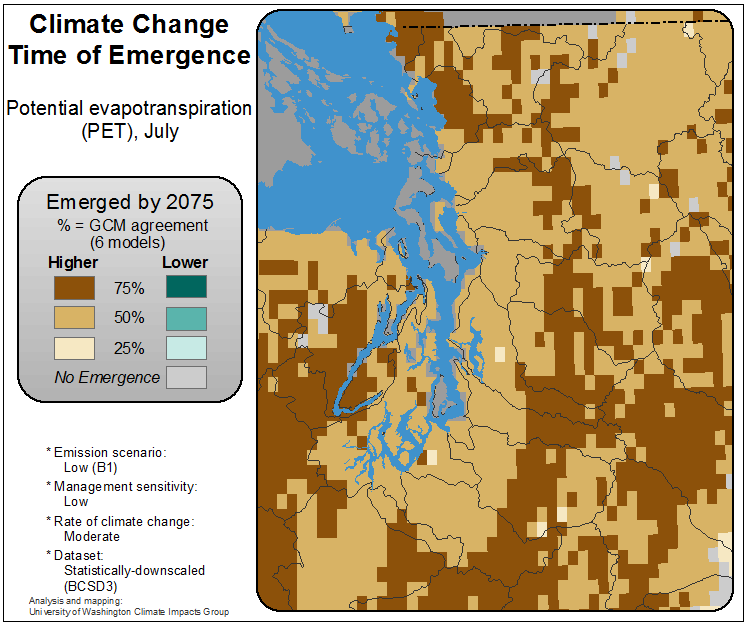 Climate Change
Time of Emergence
Potential evapotranspiration
(PET), July
Emerged by 2075
% = GCM agreement
(6 models)
Higher Lower
75%
50%
25%
No Emergence
* Emission scenario:
Low (B1)
* Management sensitivity:
Low
* Rate of climate change:
Moderate
* Dataset:
Statistically-downscaled
(BCSD3)
Analysis and mapping:
University of Washington Climate Impacts Group